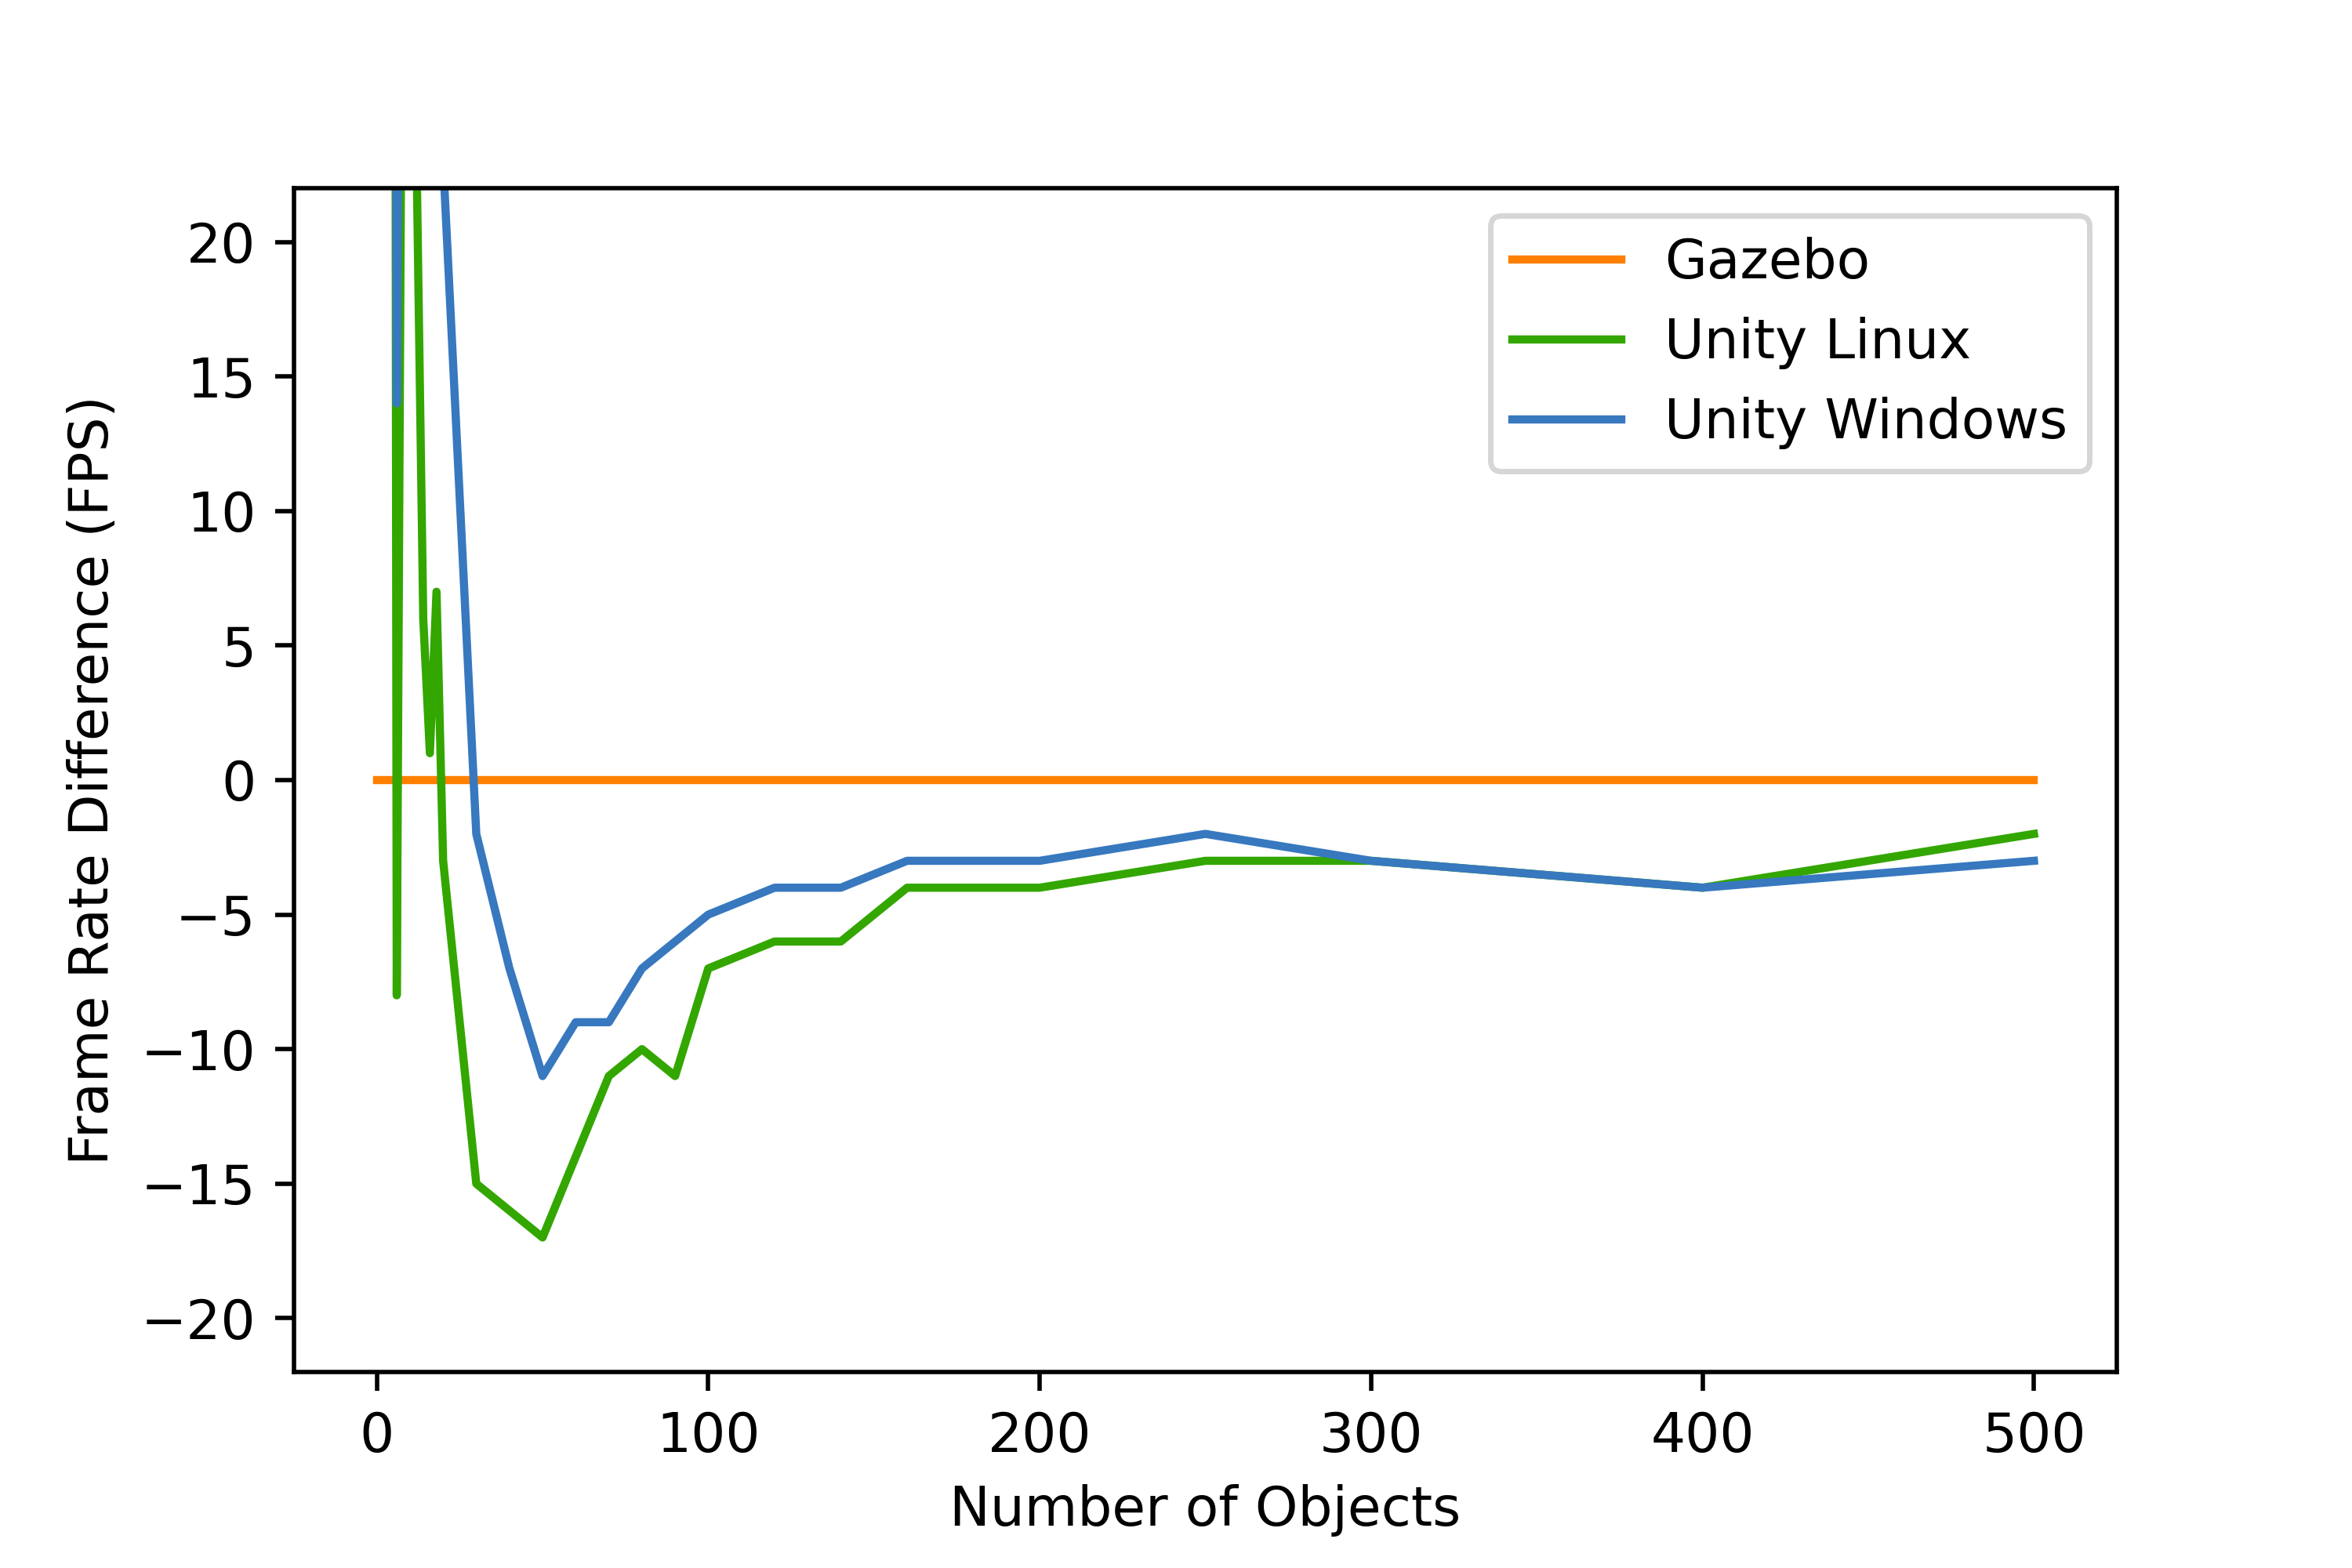 Frame Rate Difference (FPS)
20
15
10
5
0
−5
−10
−15
−20
Gazebo
Unity Linux
Unity Windows
0 100 200 300 400 500
Number of Objects